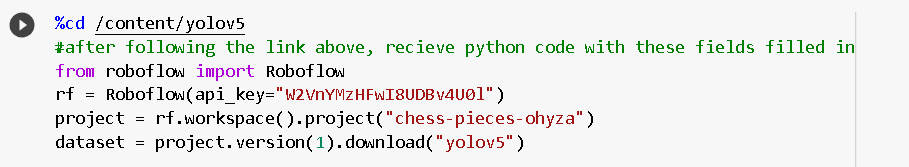 %cd /content/yolov5
#after following the link above, recieve python code with these fields filled in
from roboflow import Roboflow
rf = Roboflow(api_key="W2VnYMzHFwI8UDBv4U0l")
project = rf.workspace().project("chess-pieces-ohyza")
dataset = project.version(1).download("yolov5")